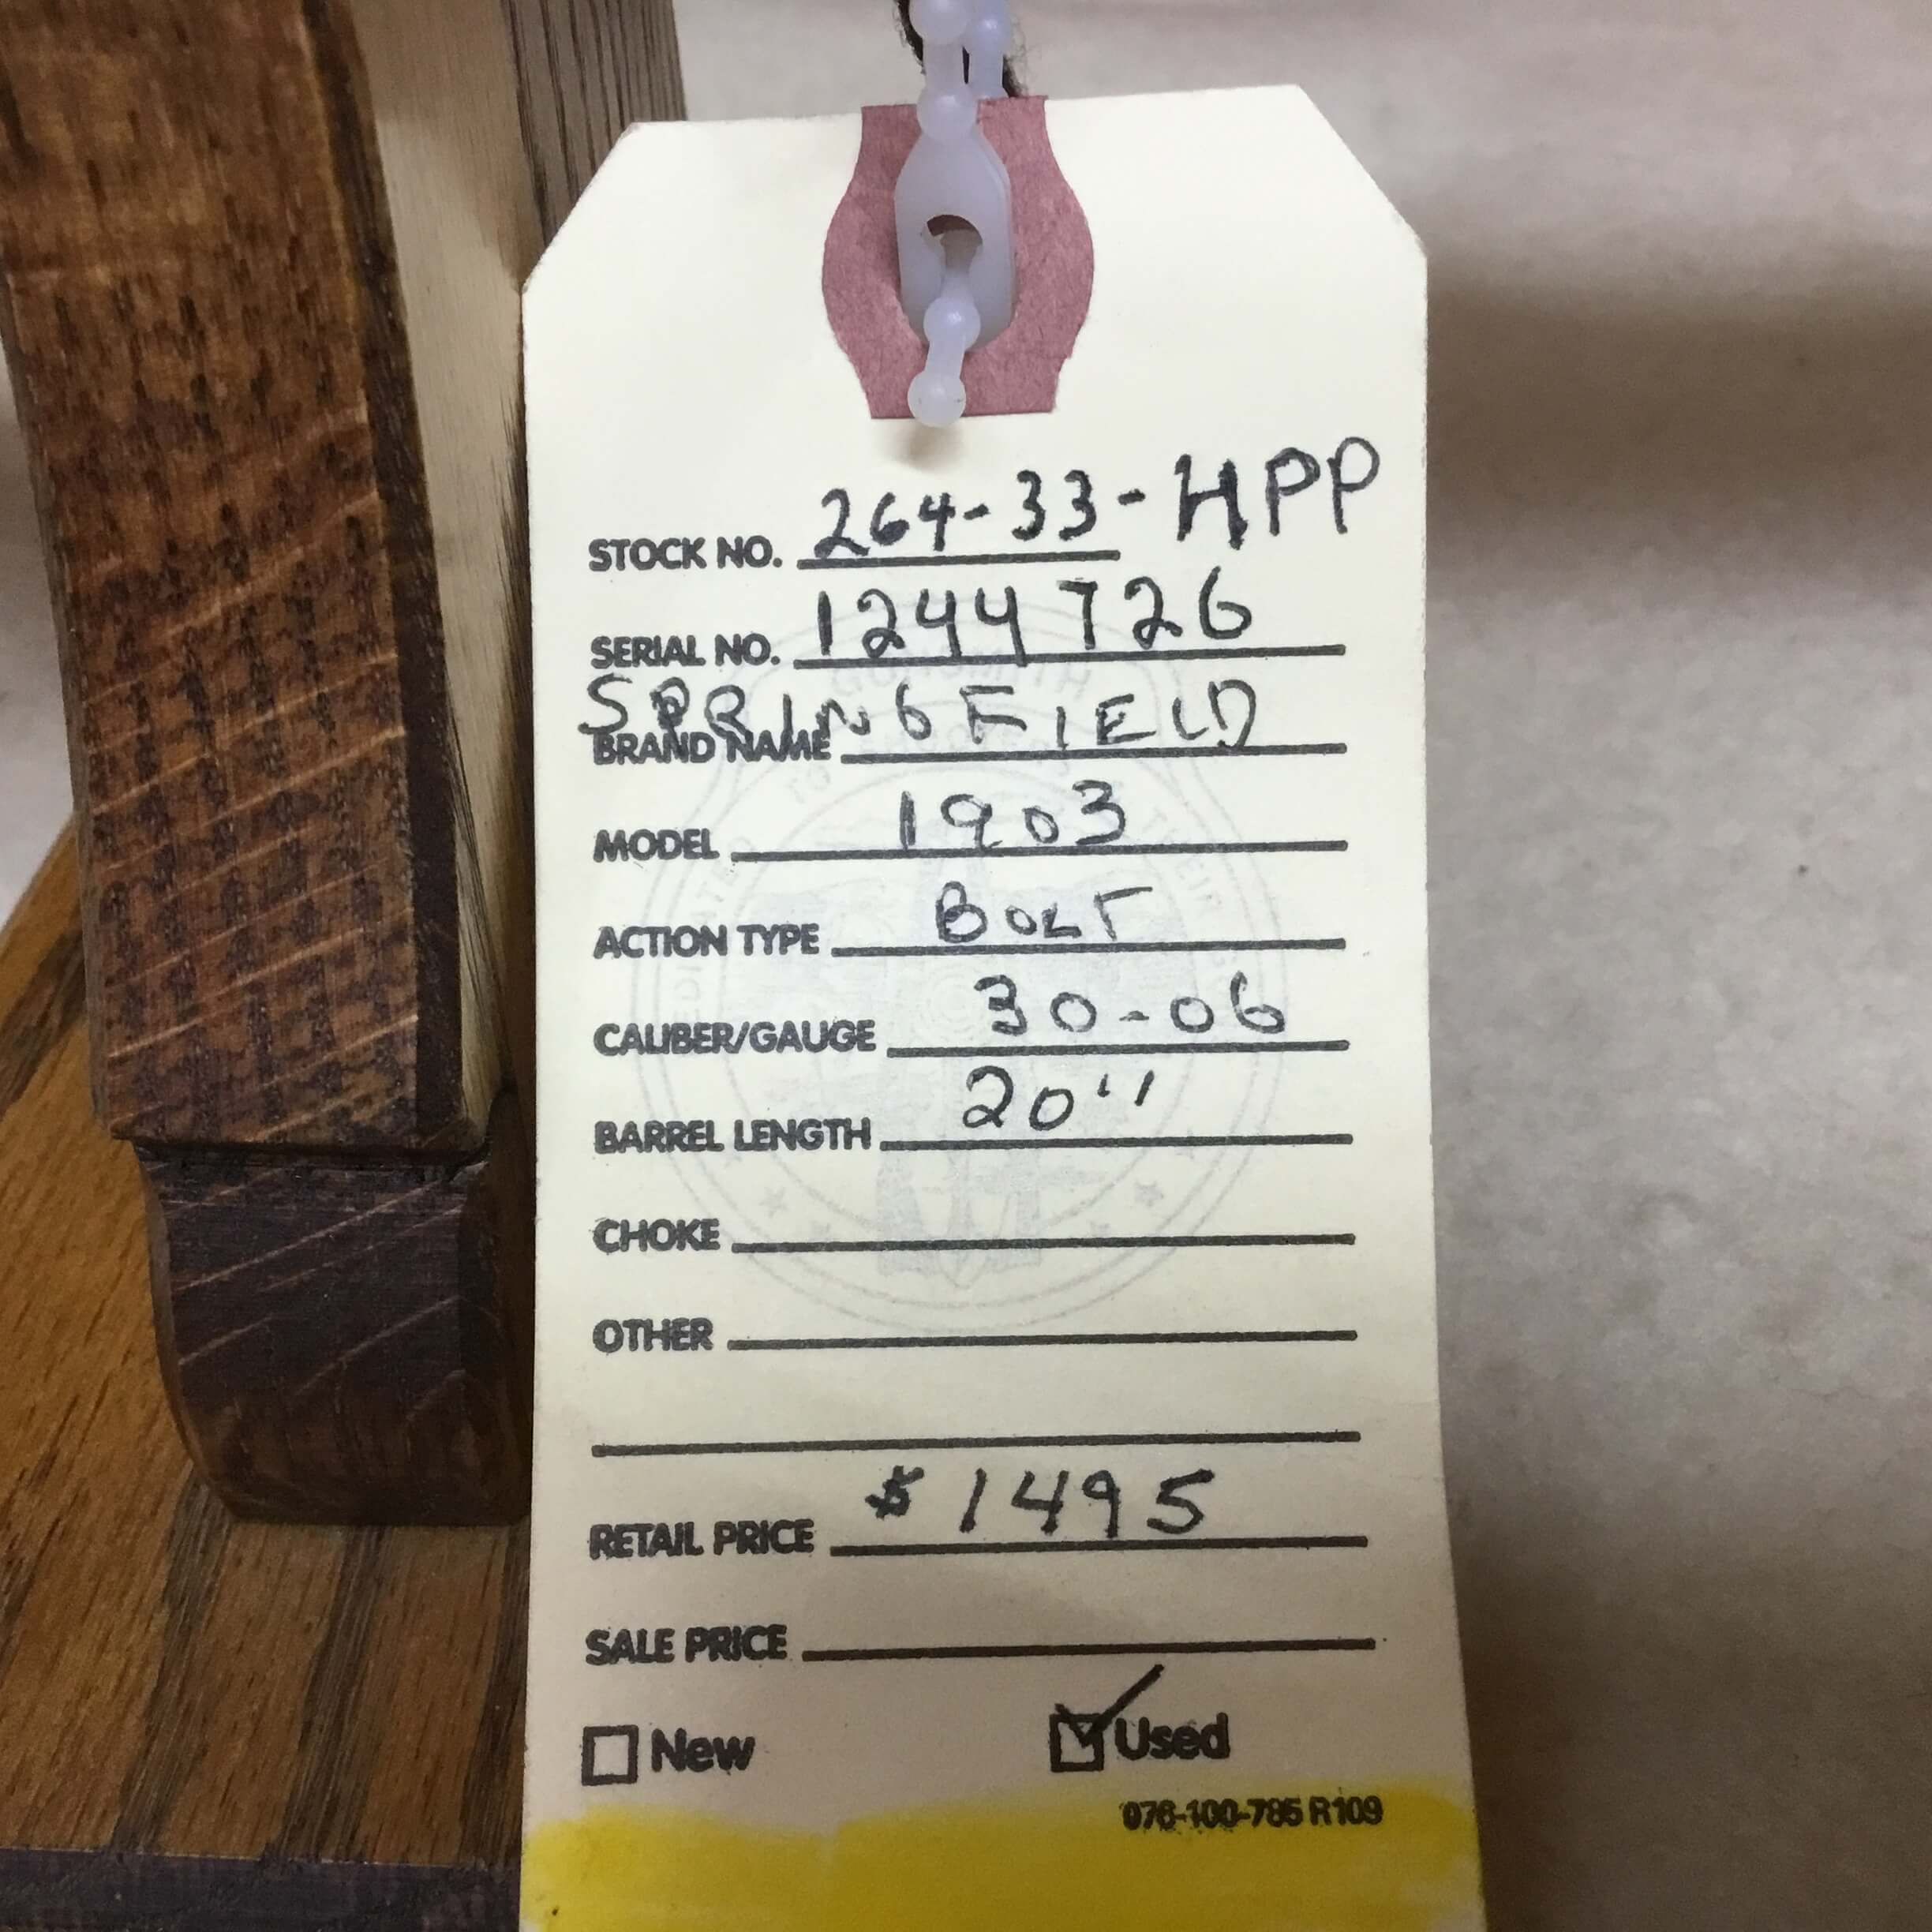 STOCK NO. 264-33-HPP
SERIAL NO. 1244726
SPRINGFIELD
BRAND NAME
MODEL 1903
ACTION TYPE BOLT
CALIBER/GAUGE 30-06
BARREL LENGTH 20"
CHOKE
OTHER
RETAIL PRICE $1495
SALE PRICE
New Used
076-100-785 R109